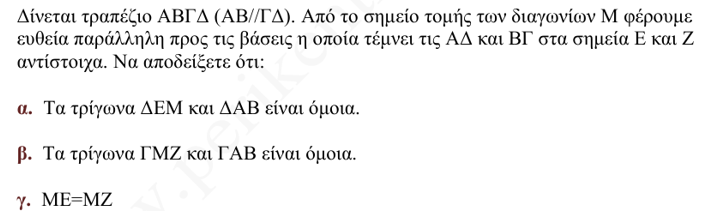 Δίνεται τραπέζιο ΑΒΓΔ (ΑΒ//ΓΔ). Από το σημείο τομής των διαγωνίων Μ φέρουμε
ευθεία παράλληλη προς τις βάσεις η οποία τέμνει τις ΑΔ και ΒΓ στα σημεία Ε και Ζ
αντίστοιχα. Να αποδείξετε ότι:
α. Τα τρίγωνα ΔΕΜ και ΔΑΒ είναι όμοια.
β. Τα τρίγωνα ΓΜΖ και ΓΑΒ είναι όμοια.
γ. ΜΕ=ΜΖ